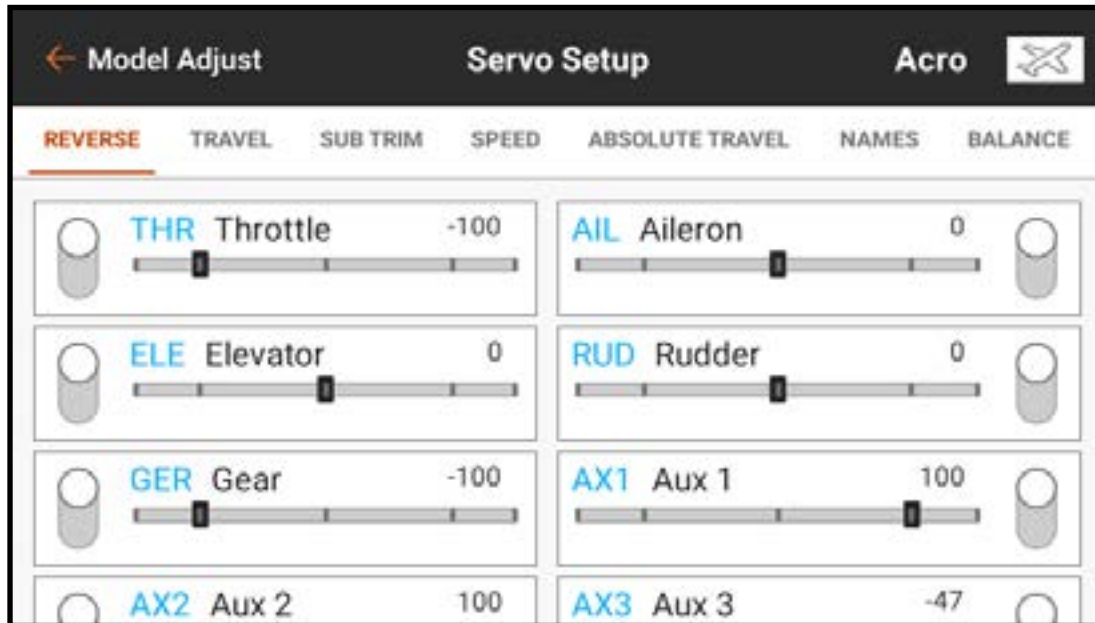 Model Adjust Servo Setup Acro
REVERSE TRAVEL SUB TRIM SPEED ABSOLUTE TRAVEL NAMES BALANCE
THR Throttle -100 AIL Aileron 0
ELE Elevator 0 RUD Rudder 0
GER Gear -100 AX1 Aux 1 100
AX2 Aux 2 100 AX3 Aux 3 -47